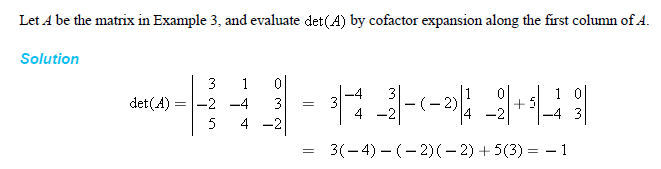 Let A be the matrix in Example 3, and evaluate det(A) by cofactor expansion along the first column of A.
Solution
det(A) = | 3 1 0 | = 3 | -4 3 | - (-2) | 1 0 | + 5 | 1 0 |
| -2 -4 3 | | 4 -2 | | 4 -2 | | -4 3 |
| 5 4 -2 |
= 3(-4) - (-2)(-2) + 5(3) = -1